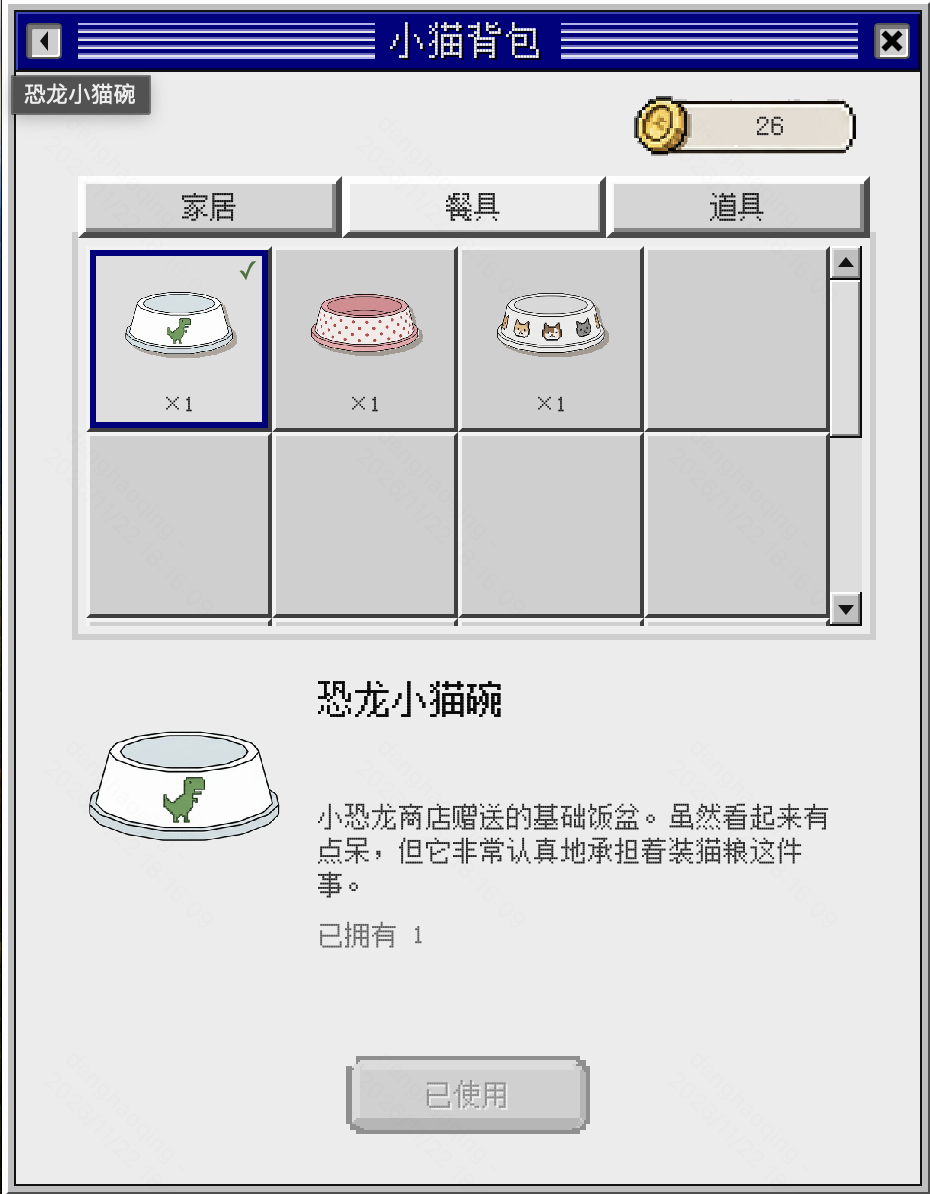 小猫背包
恐龙小猫碗
26
家居 餐具 道具
×1 ×1 ×1
恐龙小猫碗
小恐龙商店赠送的基础饭盆。虽然看起来有
点呆，但它非常认真地承担着装猫粮这件
事。
已拥有 1
已使用